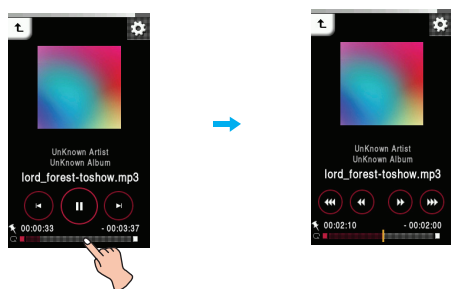 UnKnown Artist
UnKnown Album
lord_forest-toshow.mp3
00:00:33 - 00:03:37
UnKnown Artist
UnKnown Album
lord_forest-toshow.mp3
00:02:10 - 00:02:00